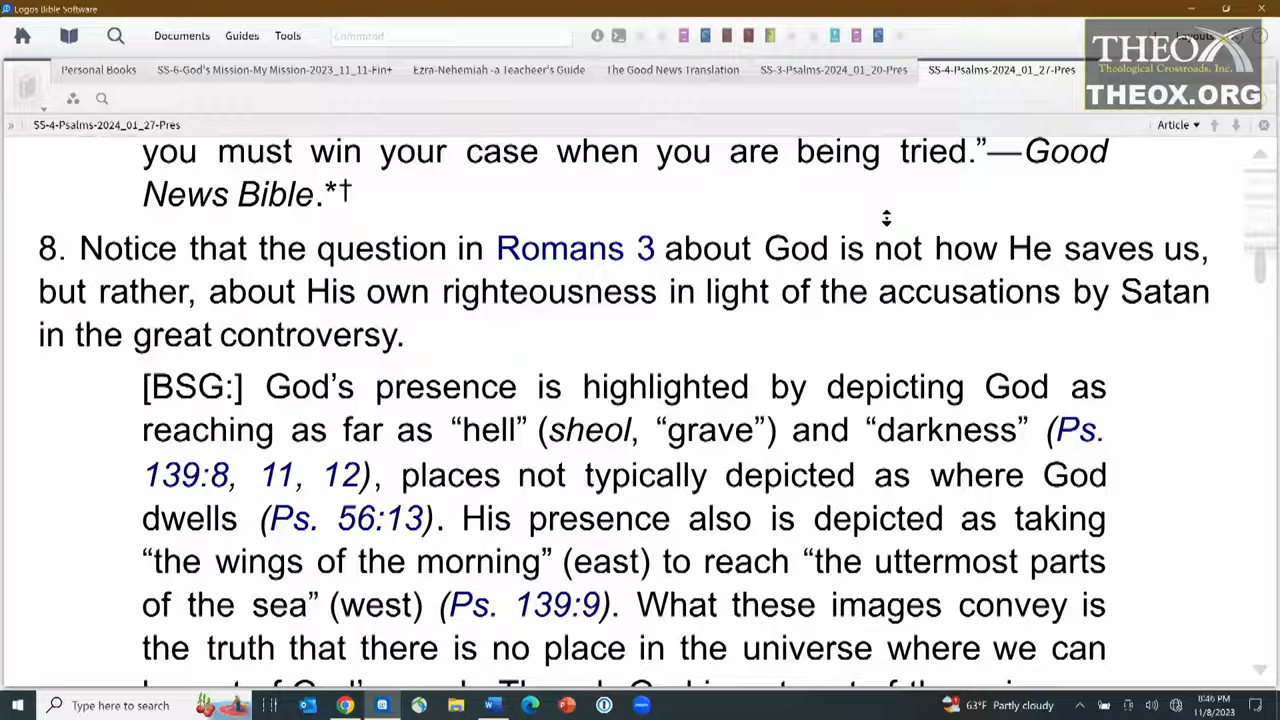 Logos Bible Software
Documents Guides Tools Command Layouts
THEOX
Theological Crossroads, Inc.
THEOX.ORG
Personal Books SS-6-God's Mission-My Mission-2023_11_11-Fin+ Teacher's Guide The Good News Translation SS-3-Psalms-2024_01_20-Pres SS-4-Psalms-2024_01_27-Pres
» SS-4-Psalms-2024_01_27-Pres Article
you must win your case when you are being tried.”—Good
News Bible.*†
8. Notice that the question in Romans 3 about God is not how He saves us,
but rather, about His own righteousness in light of the accusations by Satan
in the great controversy.
[BSG:] God’s presence is highlighted by depicting God as
reaching as far as “hell” (sheol, “grave”) and “darkness” (Ps.
139:8, 11, 12), places not typically depicted as where God
dwells (Ps. 56:13). His presence also is depicted as taking
“the wings of the morning” (east) to reach “the uttermost parts
of the sea” (west) (Ps. 139:9). What these images convey is
the truth that there is no place in the universe where we can
Type here to search 63°F Partly cloudy 8:46 PM
11/8/2023